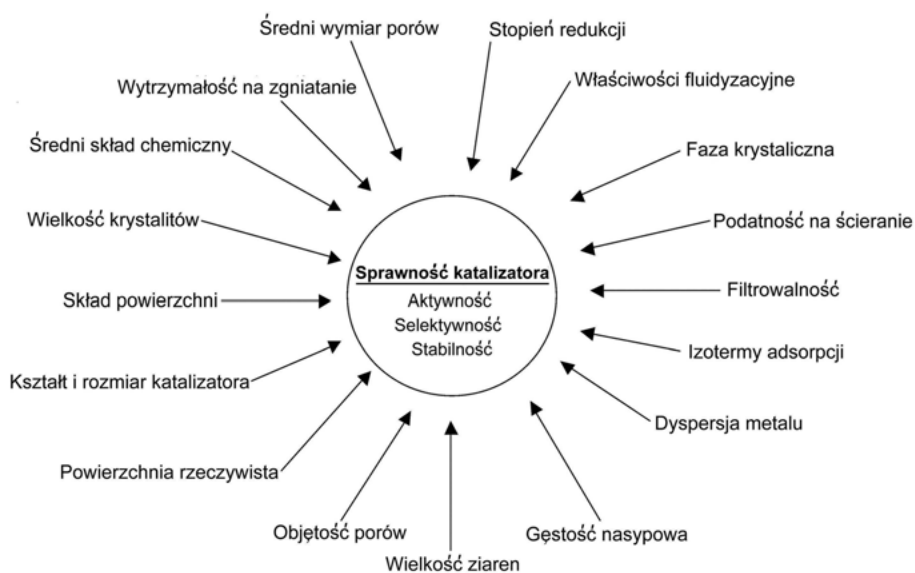 Średni wymiar porów
Stopień redukcji
Wytrzymałość na zgniatanie
Właściwości fluidyzacyjne
Średni skład chemiczny
Faza krystaliczna
Wielkość krystalitów
Podatność na ścieranie
Sprawność katalizatora
Aktywność
Selektywność
Stabilność
Skład powierzchni
Filtrowalność
Kształt i rozmiar katalizatora
Izotermy adsorpcji
Powierzchnia rzeczywista
Dyspersja metalu
Objętość porów
Wielkość ziaren
Gęstość nasypowa